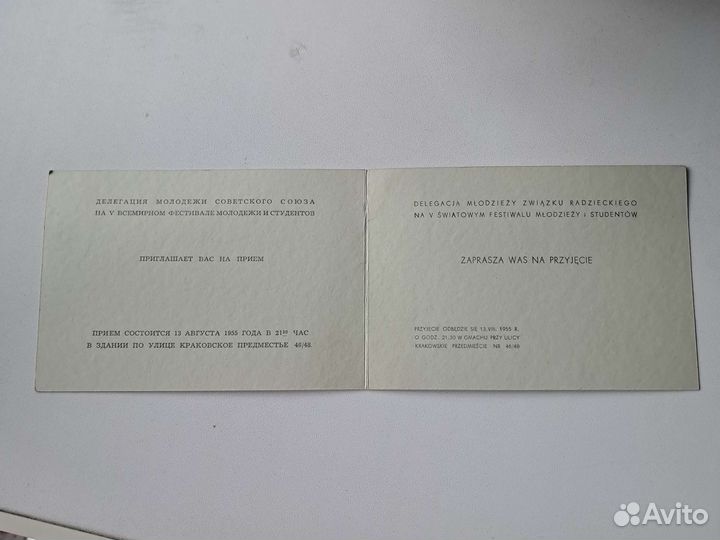 ДЕЛЕГАЦИЯ МОЛОДЕЖИ СОВЕТСКОГО СОЮЗА
НА V ВСЕМИРНОМ ФЕСТИВАЛЕ МОЛОДЕЖИ И СТУДЕНТОВ
ПРИГЛАШАЕТ ВАС НА ПРИЕМ
ПРИЕМ СОСТОИТСЯ 13 АВГУСТА 1955 ГОДА В 21³⁰ ЧАС
В ЗДАНИИ ПО УЛИЦЕ КРАКОВСКОЕ ПРЕДМЕСТЬЕ 46/48.
DELEGACJA MŁODZIEŻY ZWIĄZKU RADZIECKIEGO
NA V ŚWIATOWYM FESTIWALU MŁODZIEŻY i STUDENTÓW
ZAPRASZA WAS NA PRZYJĘCIE
PRZYJĘCIE ODBĘDZIE SIĘ 13.VIII. 1955 R.
O GODZ. 21,30 W GMACHU PRZY ULICY
KRAKOWSKIE PRZEDMIEŚCIE NR 46/48
Avito